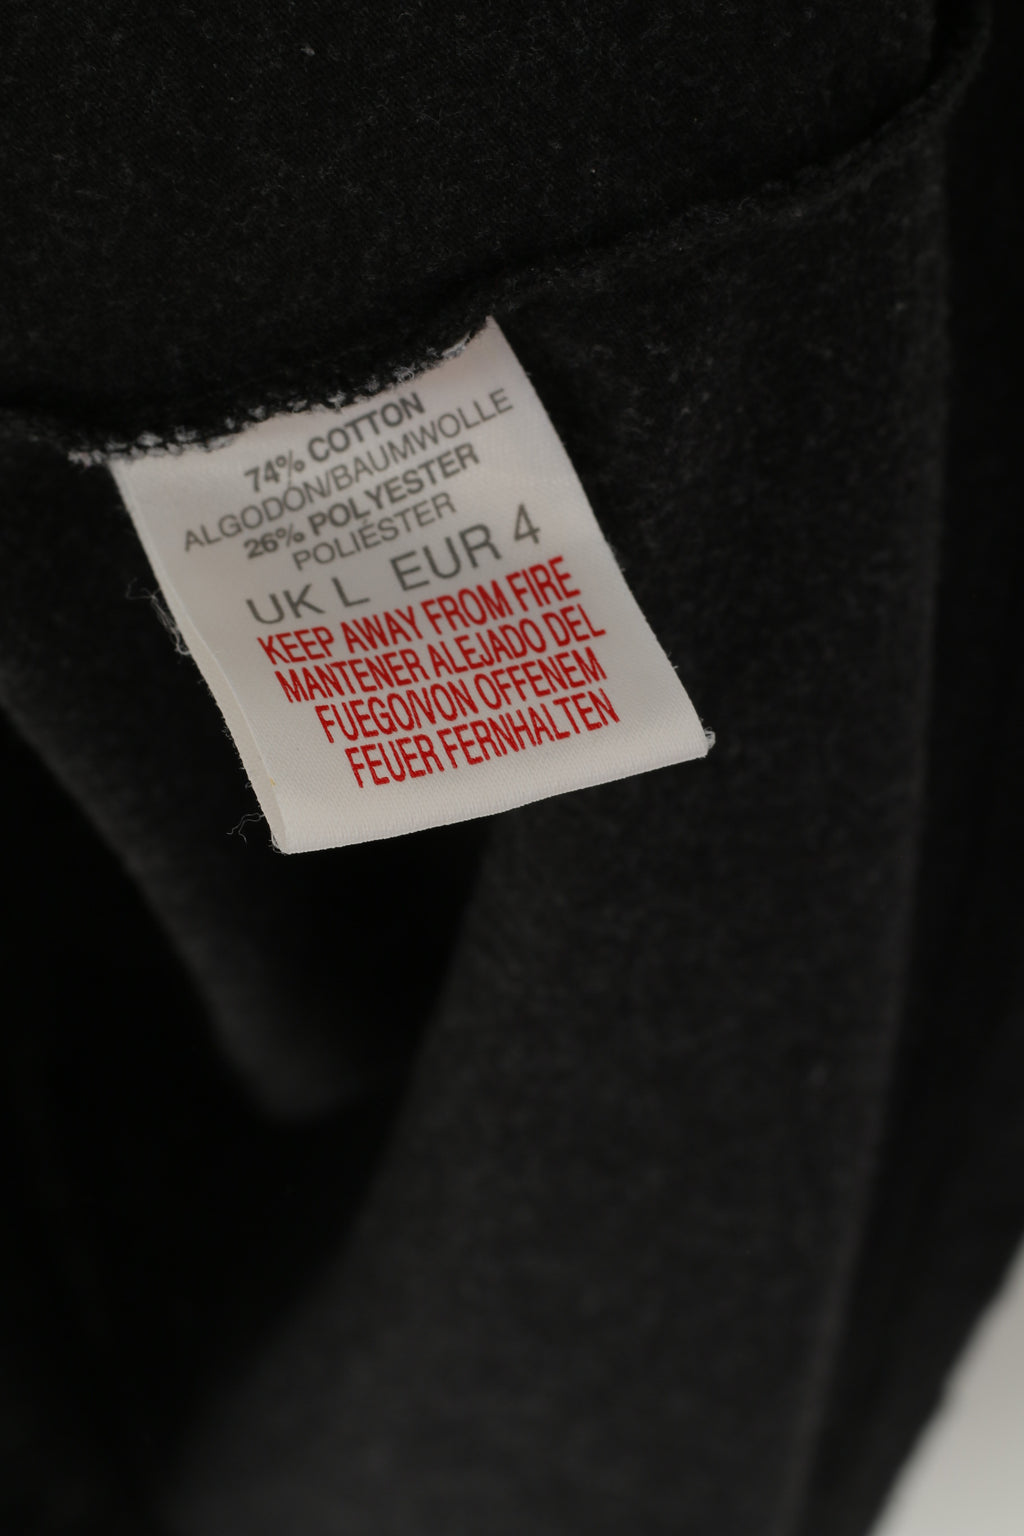 74% COTTON
ALGODÓN/BAUMWOLLE
26% POLYESTER
POLIÉSTER
UK L EUR 4
KEEP AWAY FROM FIRE
MANTENER ALEJADO DEL
FUEGO/VON OFFENEM
FEUER FERNHALTEN